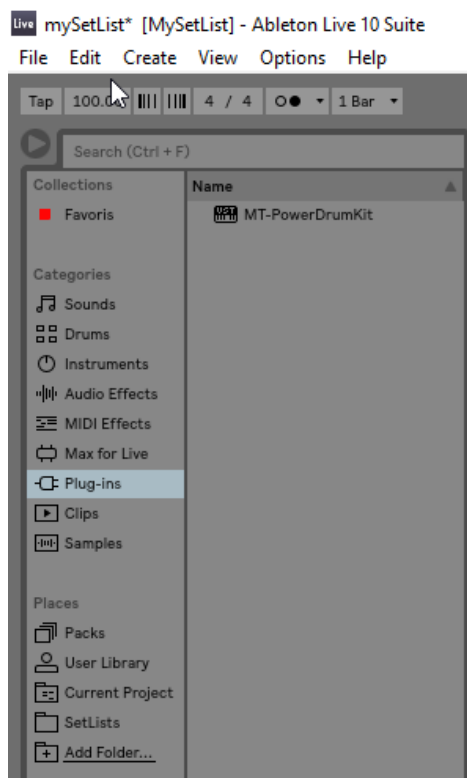 Live mySetList* [MySetList] - Ableton Live 10 Suite
File Edit Create View Options Help
Tap 4 / 4 1 Bar
Search (Ctrl + F)
Collections
Name
Favoris
VST MT-PowerDrumKit
Categories
Sounds
Drums
Instruments
Audio Effects
MIDI Effects
Max for Live
Plug-ins
Clips
Samples
Places
Packs
User Library
Current Project
SetLists
Add Folder...